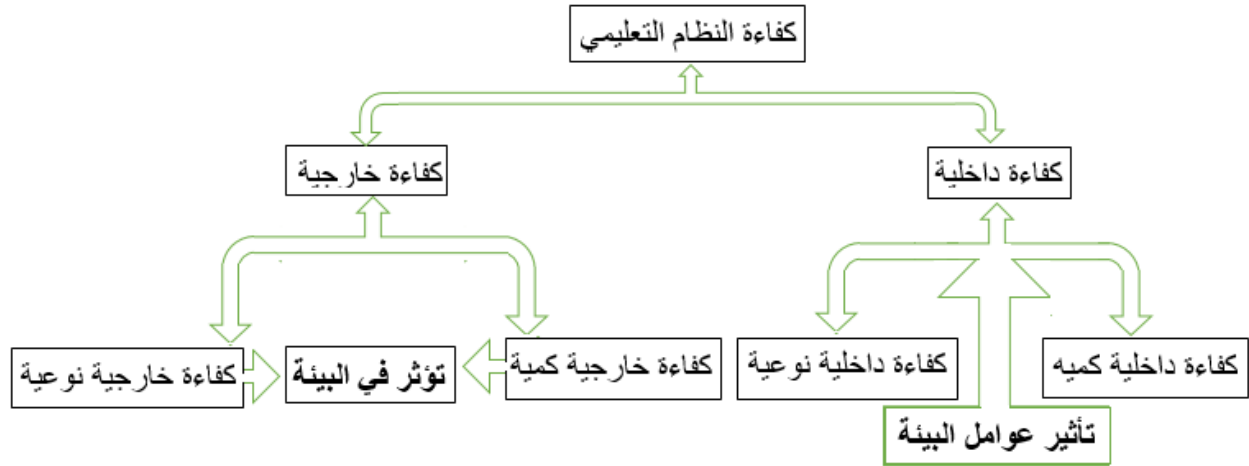 كفاءة النظام التعليمي
كفاءة داخلية
كفاءة خارجية
كفاءة داخلية كميه
كفاءة داخلية نوعية
كفاءة خارجية كمية
تؤثر في البيئة
كفاءة خارجية نوعية
تأثير عوامل البيئة